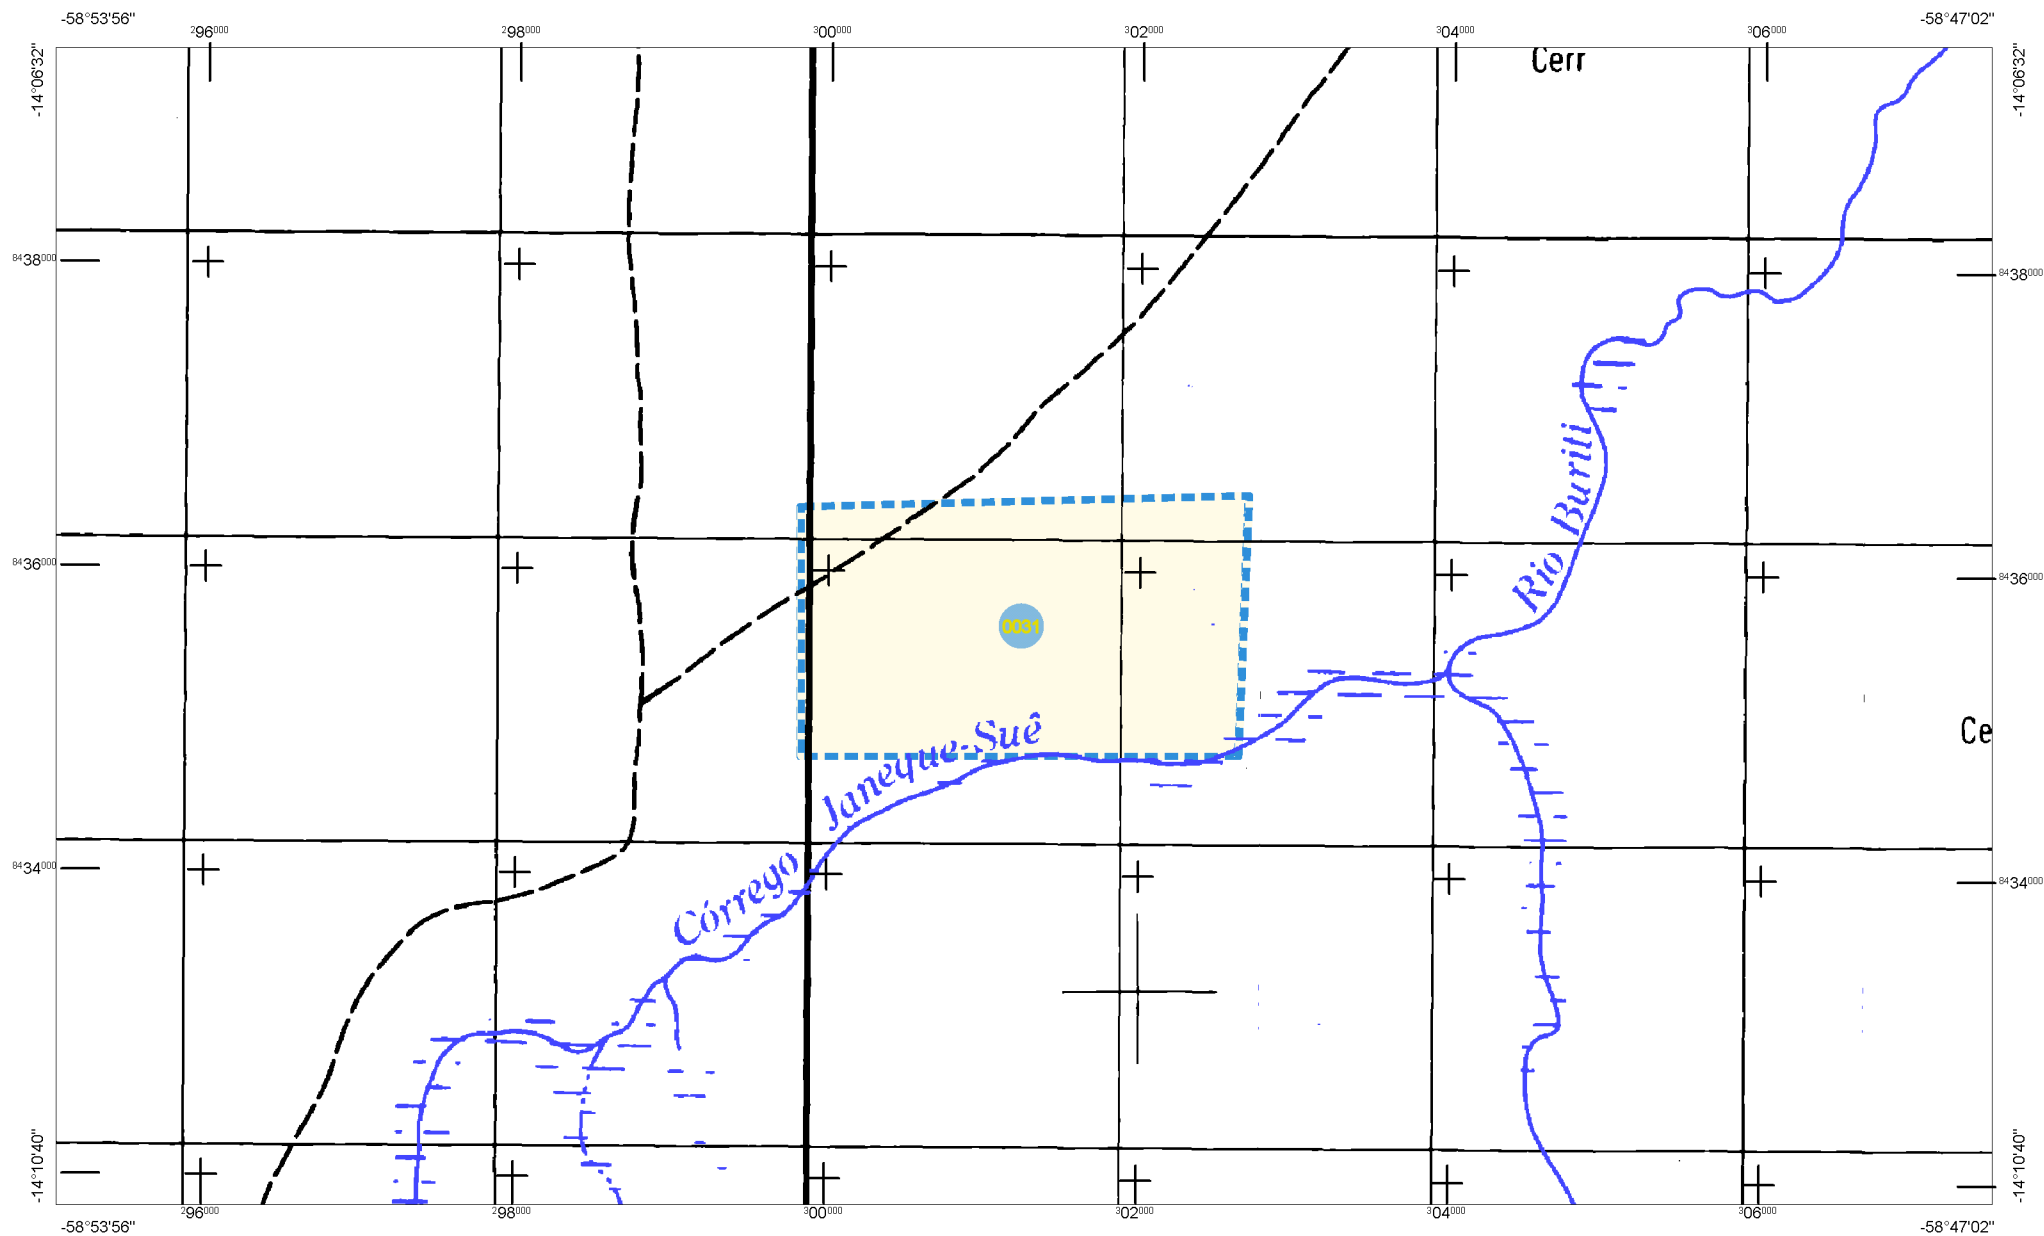 -58°53'56" -58°47'02"
296000 298000 300000 302000 304000 306000
-14°06'32" -14°06'32"
Cerr
8438000 8438000
Rio Buriti
8436000 8436000
0031
Janeque-Suê
Ce
8434000 8434000
Córrego
-14°10'40" -14°10'40"
296000 298000 300000 302000 304000 306000
-58°53'56" -58°47'02"